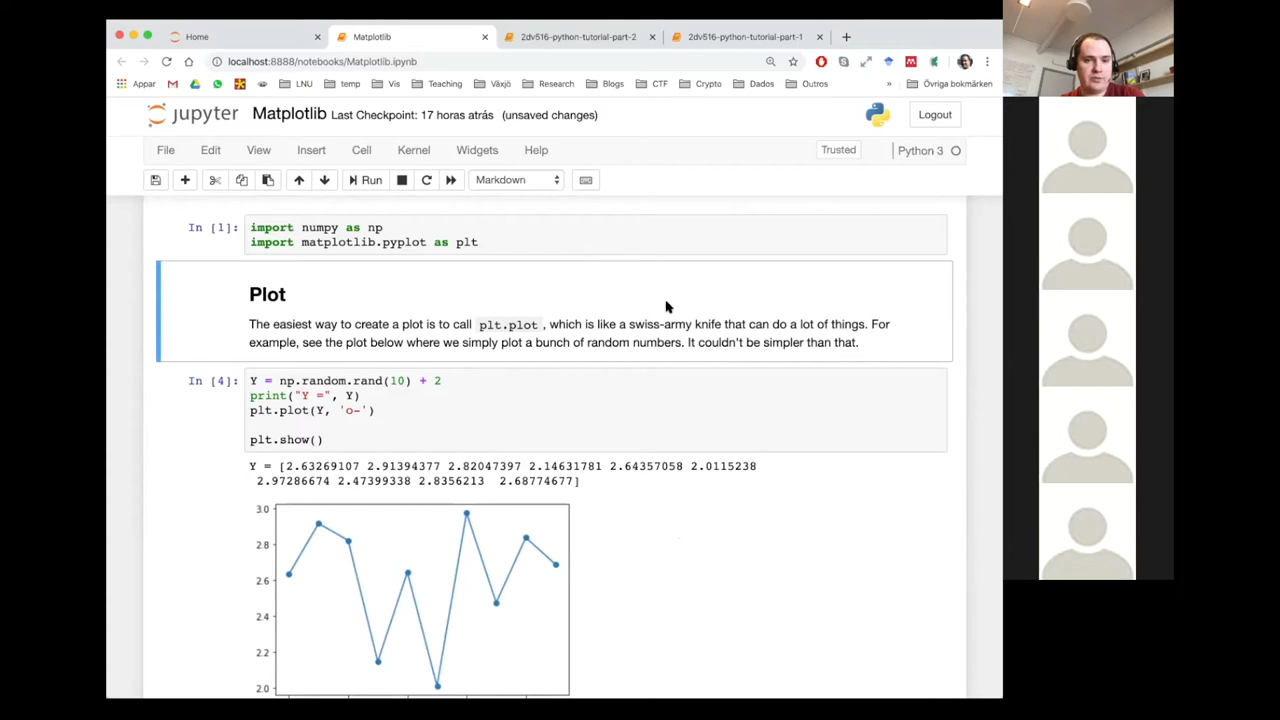 Home
Matplotlib
2dv516-python-tutorial-part-2
2dv516-python-tutorial-part-1
localhost:8888/notebooks/Matplotlib.ipynb
Appar
LNU
temp
Vis
Teaching
Växjö
Research
Blogs
CTF
Crypto
Dados
Outros
»
Övriga bokmärken
jupyter Matplotlib Last Checkpoint: 17 horas atrás (unsaved changes)
Logout
File Edit View Insert Cell Kernel Widgets Help
Trusted
Python 3
Run
Markdown
In [1]: import numpy as np
import matplotlib.pyplot as plt
Plot
The easiest way to create a plot is to call plt.plot, which is like a swiss-army knife that can do a lot of things. For
example, see the plot below where we simply plot a bunch of random numbers. It couldn't be simpler than that.
In [4]: Y = np.random.rand(10) + 2
print("Y =", Y)
plt.plot(Y, 'o-')
plt.show()
Y = [2.63269107 2.91394377 2.82047397 2.14631781 2.64357058 2.0115238
2.97286674 2.47399338 2.8356213 2.68774677]
3.0
2.8
2.6
2.4
2.2
2.0